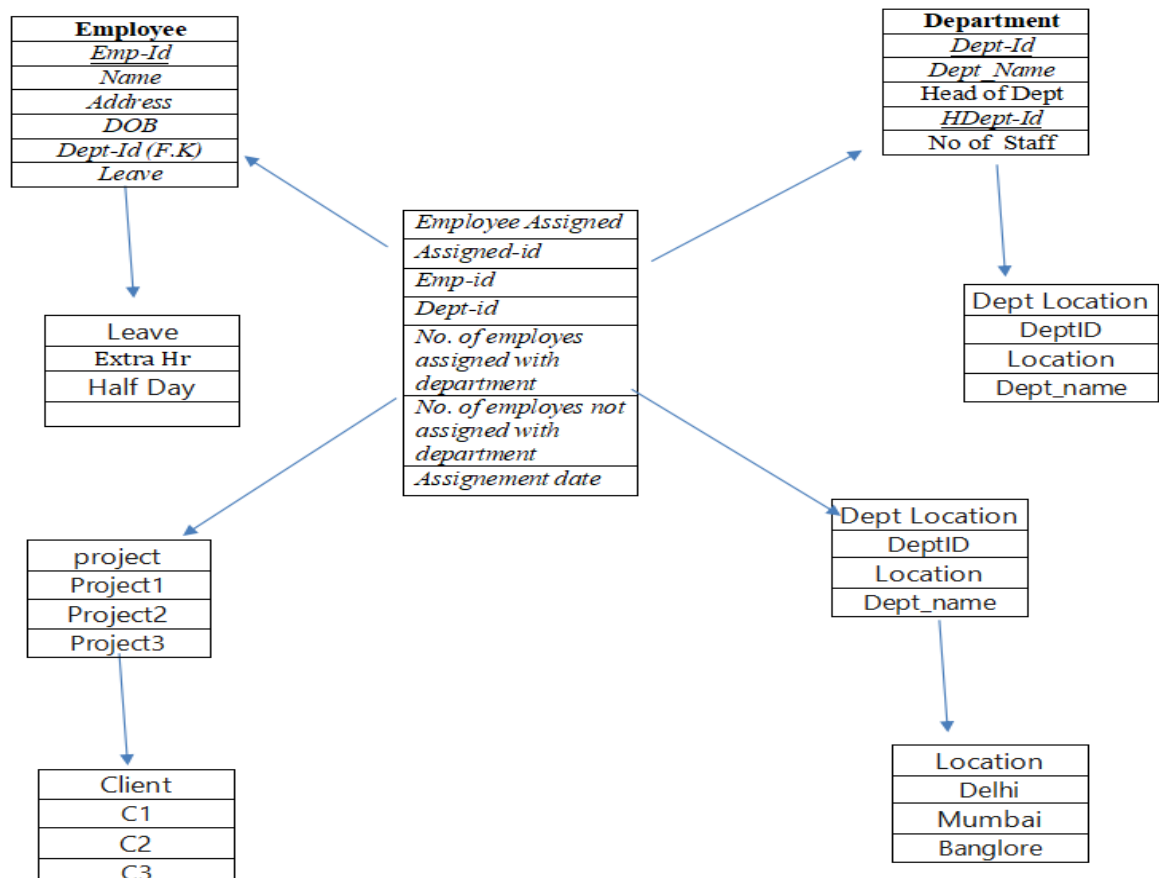 Employee
Emp-Id
Name
Address
DOB
Dept-Id (F.K)
Leave
Department
Dept-Id
Dept_Name
Head of Dept
HDept-Id
No of Staff
Employee Assigned
Assigned-id
Emp-id
Dept-id
No. of employes
assigned with
department
No. of employes not
assigned with
department
Assignement date
Leave
Extra Hr
Half Day
Dept Location
DeptID
Location
Dept_name
project
Project1
Project2
Project3
Dept Location
DeptID
Location
Dept_name
Client
C1
C2
C3
Location
Delhi
Mumbai
Banglore